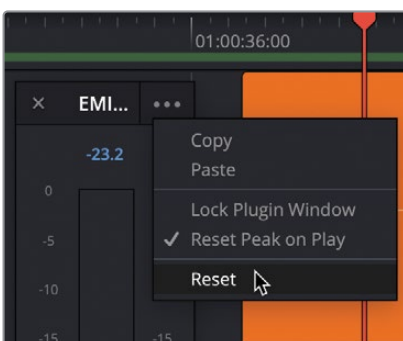 01:00:36:00
× EMI... •••
-23.2
Copy
Paste
0
Lock Plugin Window
-5 ✓ Reset Peak on Play
Reset
-10
-15 -15